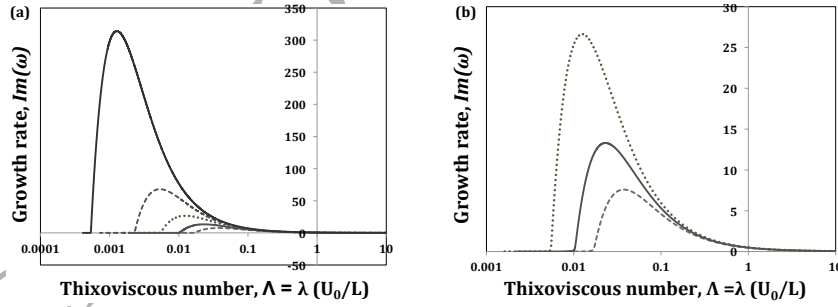 (a)
350
300
250
200
150
100
50
0
-50
0.0001 0.001 0.01 0.1 1 10
Growth rate, Im(ω)
Thixoviscous number, Λ = λ (U0/L)
(b)
30
25
20
15
10
5
0
0.001 0.01 0.1 1 10
Growth rate, Im(ω)
Thixoviscous number, Λ =λ (U0/L)